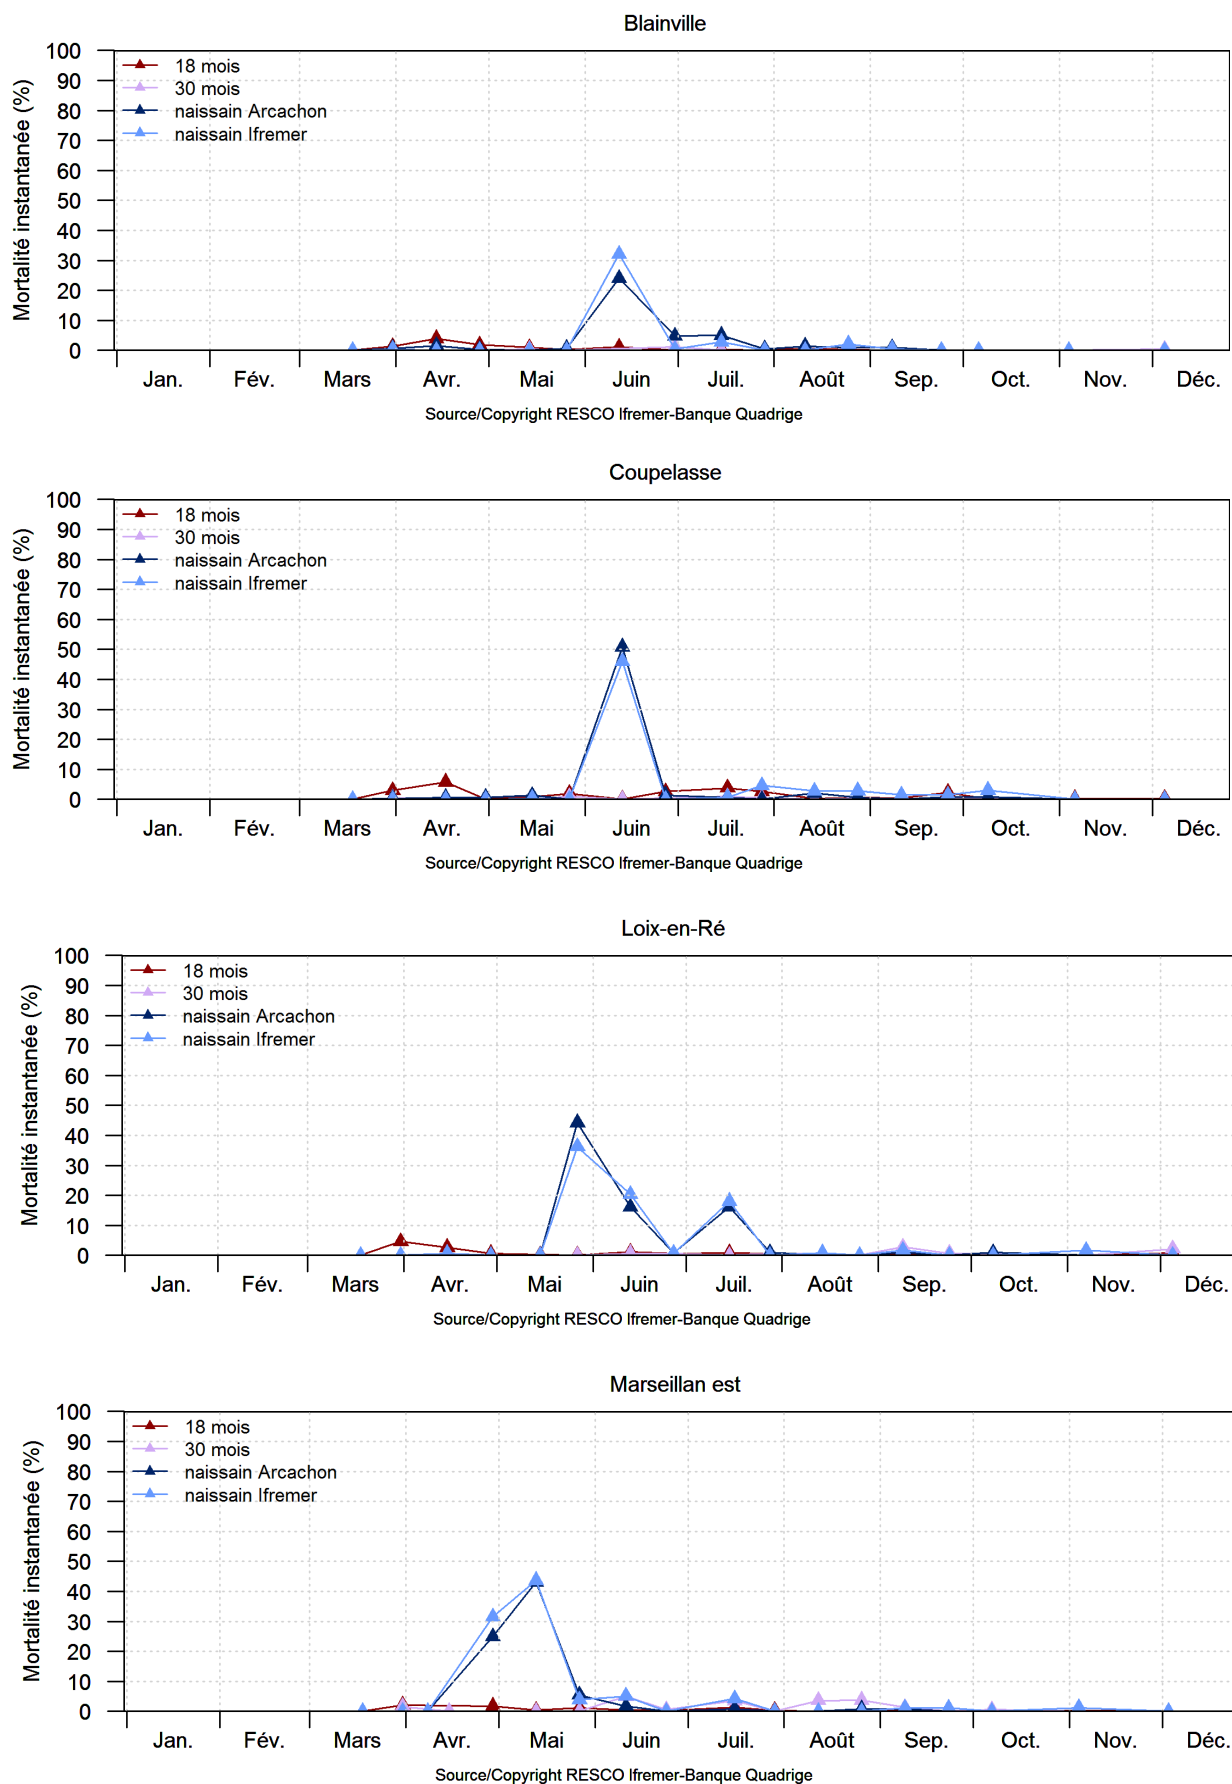 Blainville
Mortalité instantanée (%)
100
90
80
70
60
50
40
30
20
10
0
18 mois
30 mois
naissain Arcachon
naissain Ifremer
Jan. Fév. Mars Avr. Mai Juin Juil. Août Sep. Oct. Nov. Déc.
Source/Copyright RESCO Ifremer-Banque Quadrige
Coupelasse
Mortalité instantanée (%)
100
90
80
70
60
50
40
30
20
10
0
18 mois
30 mois
naissain Arcachon
naissain Ifremer
Jan. Fév. Mars Avr. Mai Juin Juil. Août Sep. Oct. Nov. Déc.
Source/Copyright RESCO Ifremer-Banque Quadrige
Loix-en-Ré
Mortalité instantanée (%)
100
90
80
70
60
50
40
30
20
10
0
18 mois
30 mois
naissain Arcachon
naissain Ifremer
Jan. Fév. Mars Avr. Mai Juin Juil. Août Sep. Oct. Nov. Déc.
Source/Copyright RESCO Ifremer-Banque Quadrige
Marseillan est
Mortalité instantanée (%)
100
90
80
70
60
50
40
30
20
10
0
18 mois
30 mois
naissain Arcachon
naissain Ifremer
Jan. Fév. Mars Avr. Mai Juin Juil. Août Sep. Oct. Nov. Déc.
Source/Copyright RESCO Ifremer-Banque Quadrige